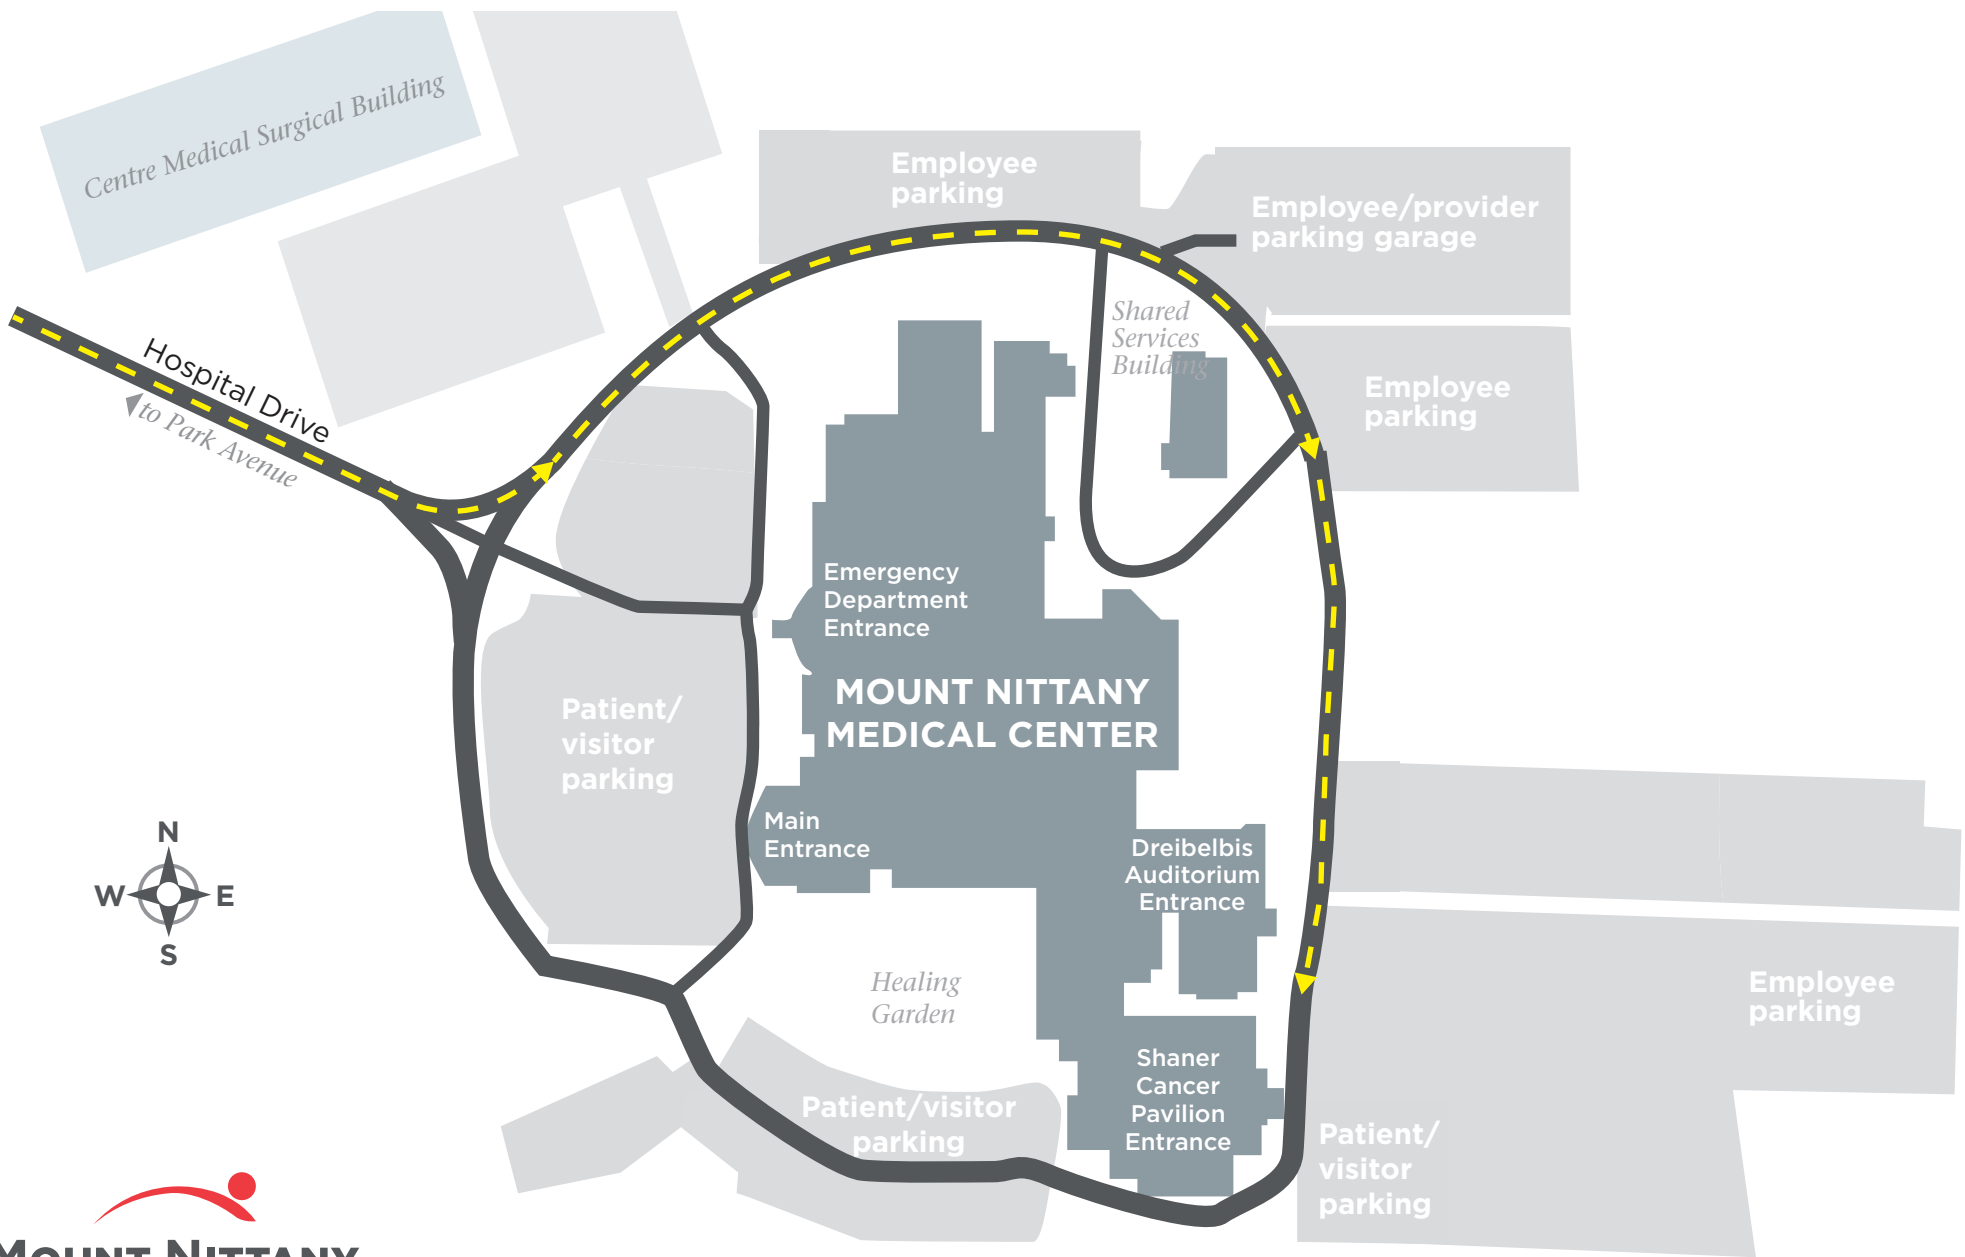 Centre Medical Surgical Building
Employee
parking
Employee/provider
parking garage
Shared
Services
Building
Hospital Drive
to Park Avenue
Employee
parking
Emergency
Department
Entrance
MOUNT NITTANY
MEDICAL CENTER
Patient/
visitor
parking
Main
Entrance
Dreibelbis
Auditorium
Entrance
N
W
E
S
Healing
Garden
Employee
parking
Shaner
Cancer
Pavilion
Entrance
Patient/visitor
parking
Patient/
visitor
parking
MOUNT NITTANY